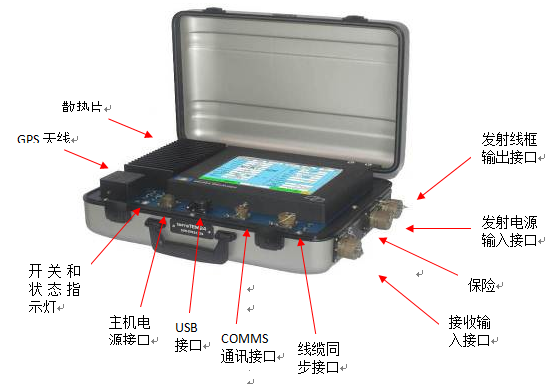 散热片
GPS 天线
发射线框
输出接口
发射电源
输入接口
保险
接收输
入接口
开关和
状态指
示灯
主机电
源接口
USB
接口
COMMS
通讯接口
线缆同
步接口
terraTEM24